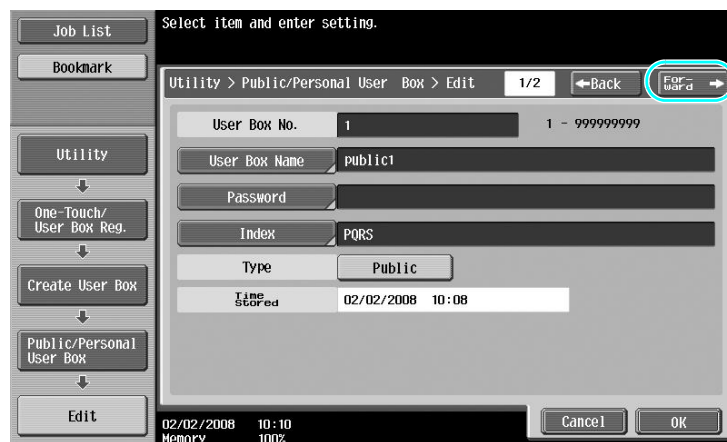 Job List
Bookmark
Select item and enter setting.
Utility > Public/Personal User Box > Edit
1/2
←Back
For-
ward →
User Box No.
1
1 - 999999999
User Box Name
public1
Password
Index
PQRS
Type
Public
Time
Stored
02/02/2008 10:08
Utility
One-Touch/
User Box Reg.
Create User Box
Public/Personal
User Box
Edit
02/02/2008 10:10
Memory 100%
Cancel
OK